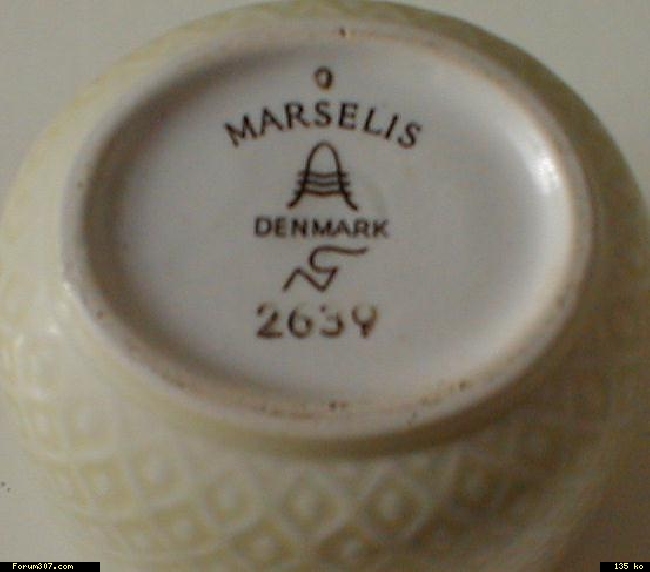 MARSELIS
DENMARK
2639
Forum307.com
135 ko